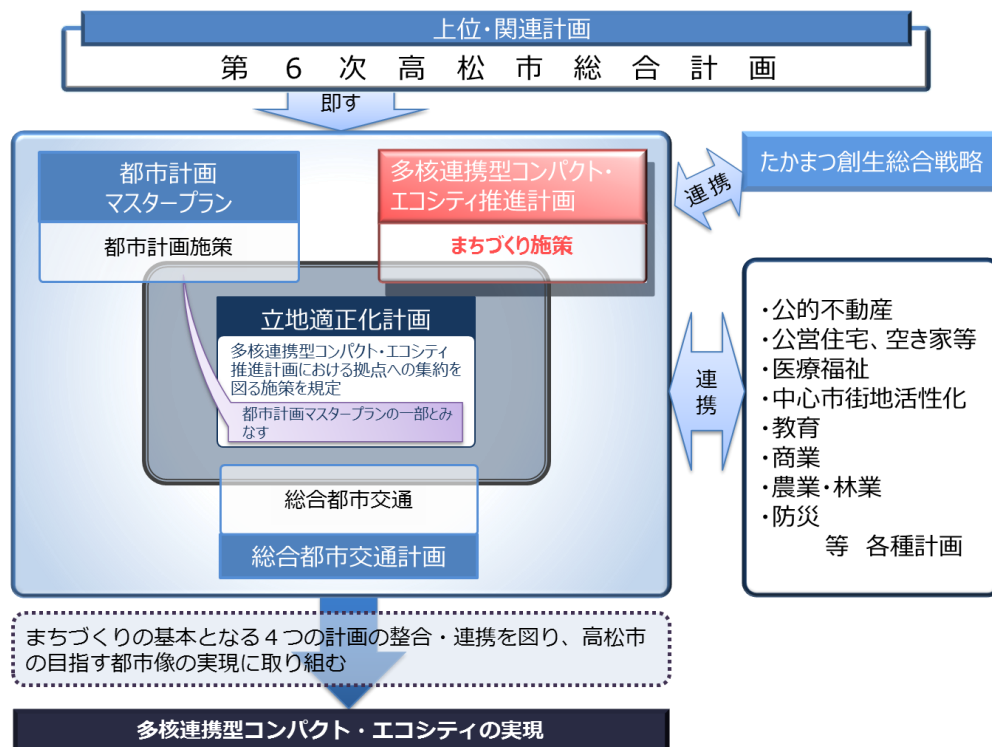 上位・関連計画
第6次高松市総合計画
即す
都市計画
マスタープラン
都市計画施策
多核連携型コンパクト・
エコシティ推進計画
まちづくり施策
連携
たかまつ創生総合戦略
立地適正化計画
多核連携型コンパクト・エコシティ
推進計画における拠点への集約を
図る施策を規定
都市計画マスタープランの一部とみ
なす
総合都市交通
総合都市交通計画
連
携
・公的不動産
・公営住宅、空き家等
・医療福祉
・中心市街地活性化
・教育
・商業
・農業・林業
・防災
等 各種計画
まちづくりの基本となる４つの計画の整合・連携を図り、高松市
の目指す都市像の実現に取り組む
多核連携型コンパクト・エコシティの実現